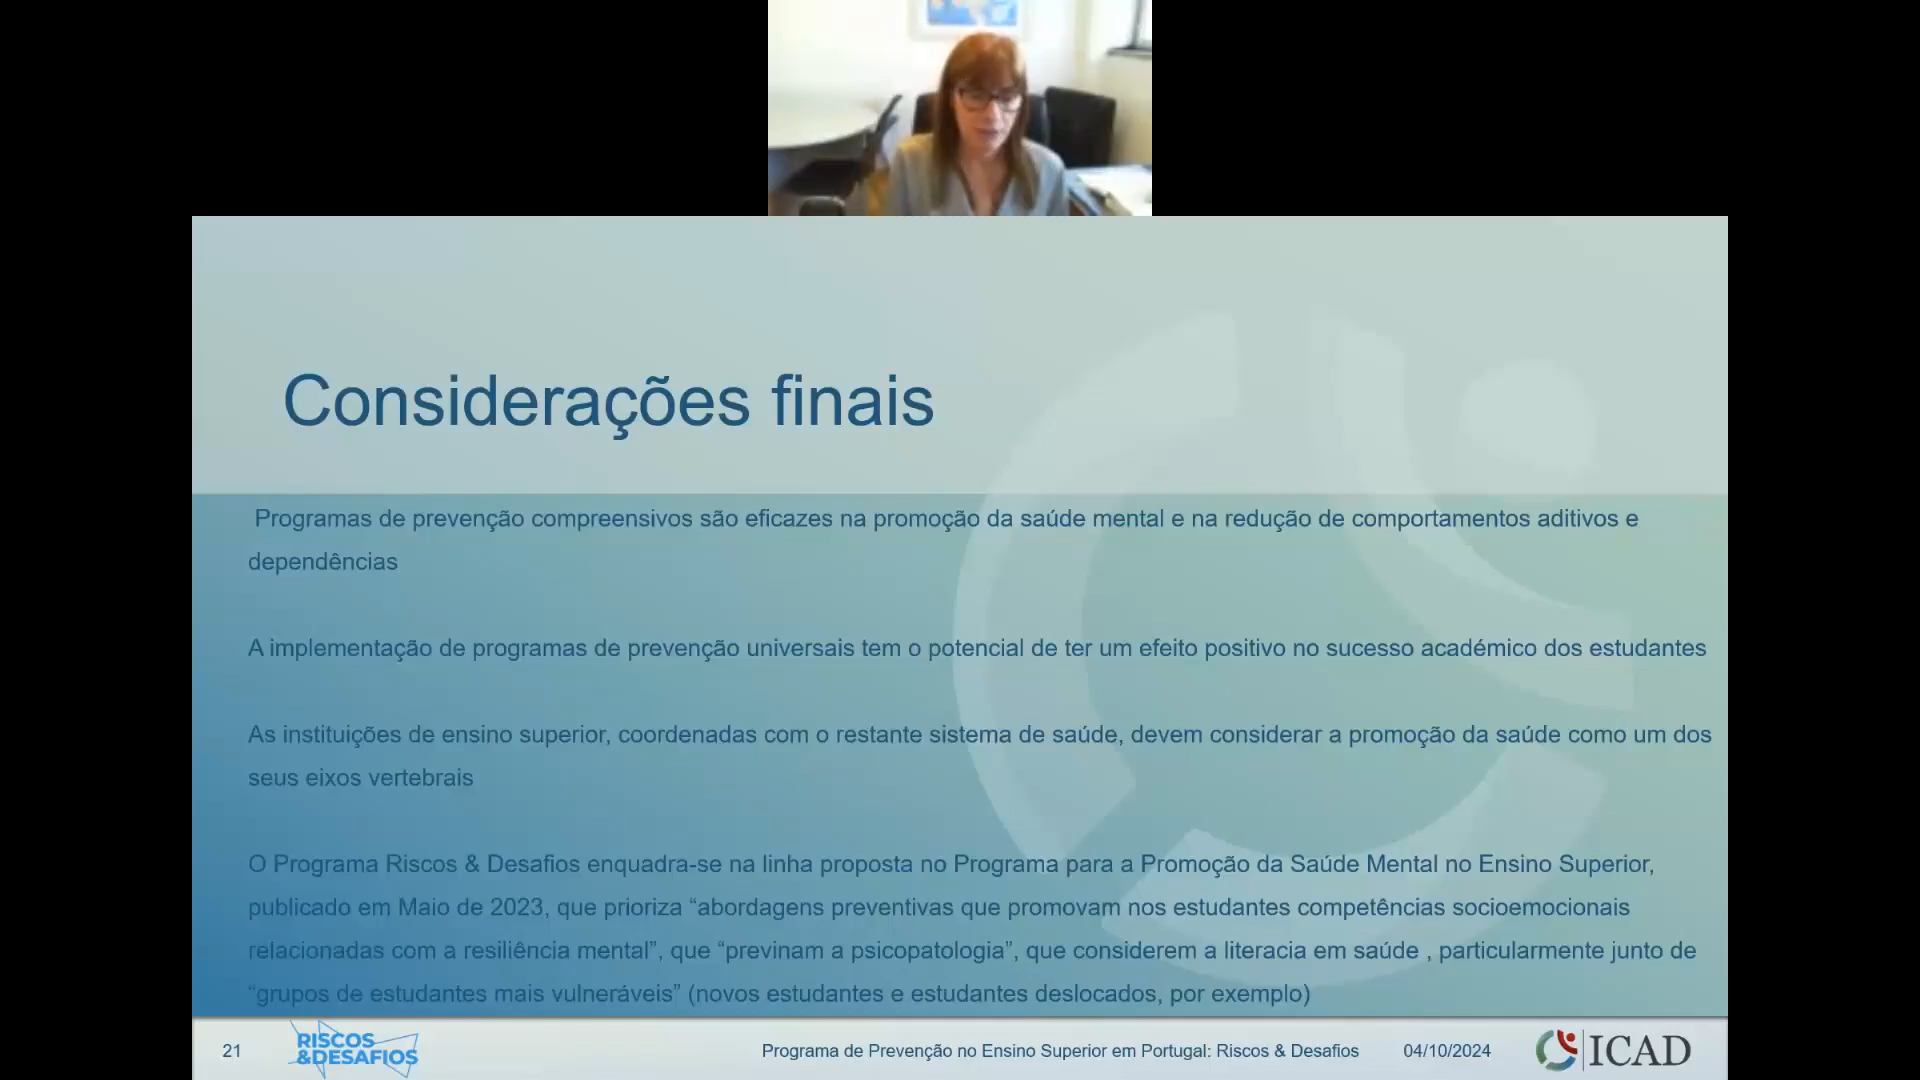 Considerações finais
Programas de prevenção compreensivos são eficazes na promoção da saúde mental e na redução de comportamentos aditivos e
dependências
A implementação de programas de prevenção universais tem o potencial de ter um efeito positivo no sucesso académico dos estudantes
As instituições de ensino superior, coordenadas com o restante sistema de saúde, devem considerar a promoção da saúde como um dos
seus eixos vertebrais
O Programa Riscos & Desafios enquadra-se na linha proposta no Programa para a Promoção da Saúde Mental no Ensino Superior,
publicado em Maio de 2023, que prioriza “abordagens preventivas que promovam nos estudantes competências socioemocionais
relacionadas com a resiliência mental”, que “previnam a psicopatologia”, que considerem a literacia em saúde , particularmente junto de
“grupos de estudantes mais vulneráveis” (novos estudantes e estudantes deslocados, por exemplo)
21
RISCOS
&DESAFIOS
Programa de Prevenção no Ensino Superior em Portugal: Riscos & Desafios
04/10/2024
ICAD